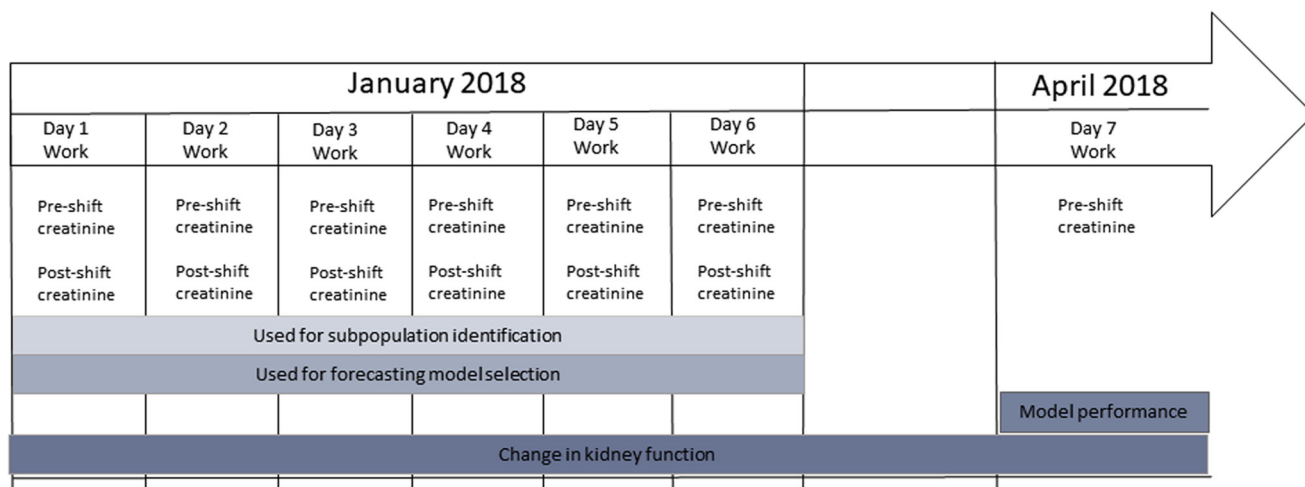 January 2018
April 2018
Day 1
Work
Day 2
Work
Day 3
Work
Day 4
Work
Day 5
Work
Day 6
Work
Day 7
Work
Pre-shift
creatinine
Pre-shift
creatinine
Pre-shift
creatinine
Pre-shift
creatinine
Pre-shift
creatinine
Pre-shift
creatinine
Pre-shift
creatinine
Post-shift
creatinine
Post-shift
creatinine
Post-shift
creatinine
Post-shift
creatinine
Post-shift
creatinine
Post-shift
creatinine
Used for subpopulation identification
Used for forecasting model selection
Model performance
Change in kidney function